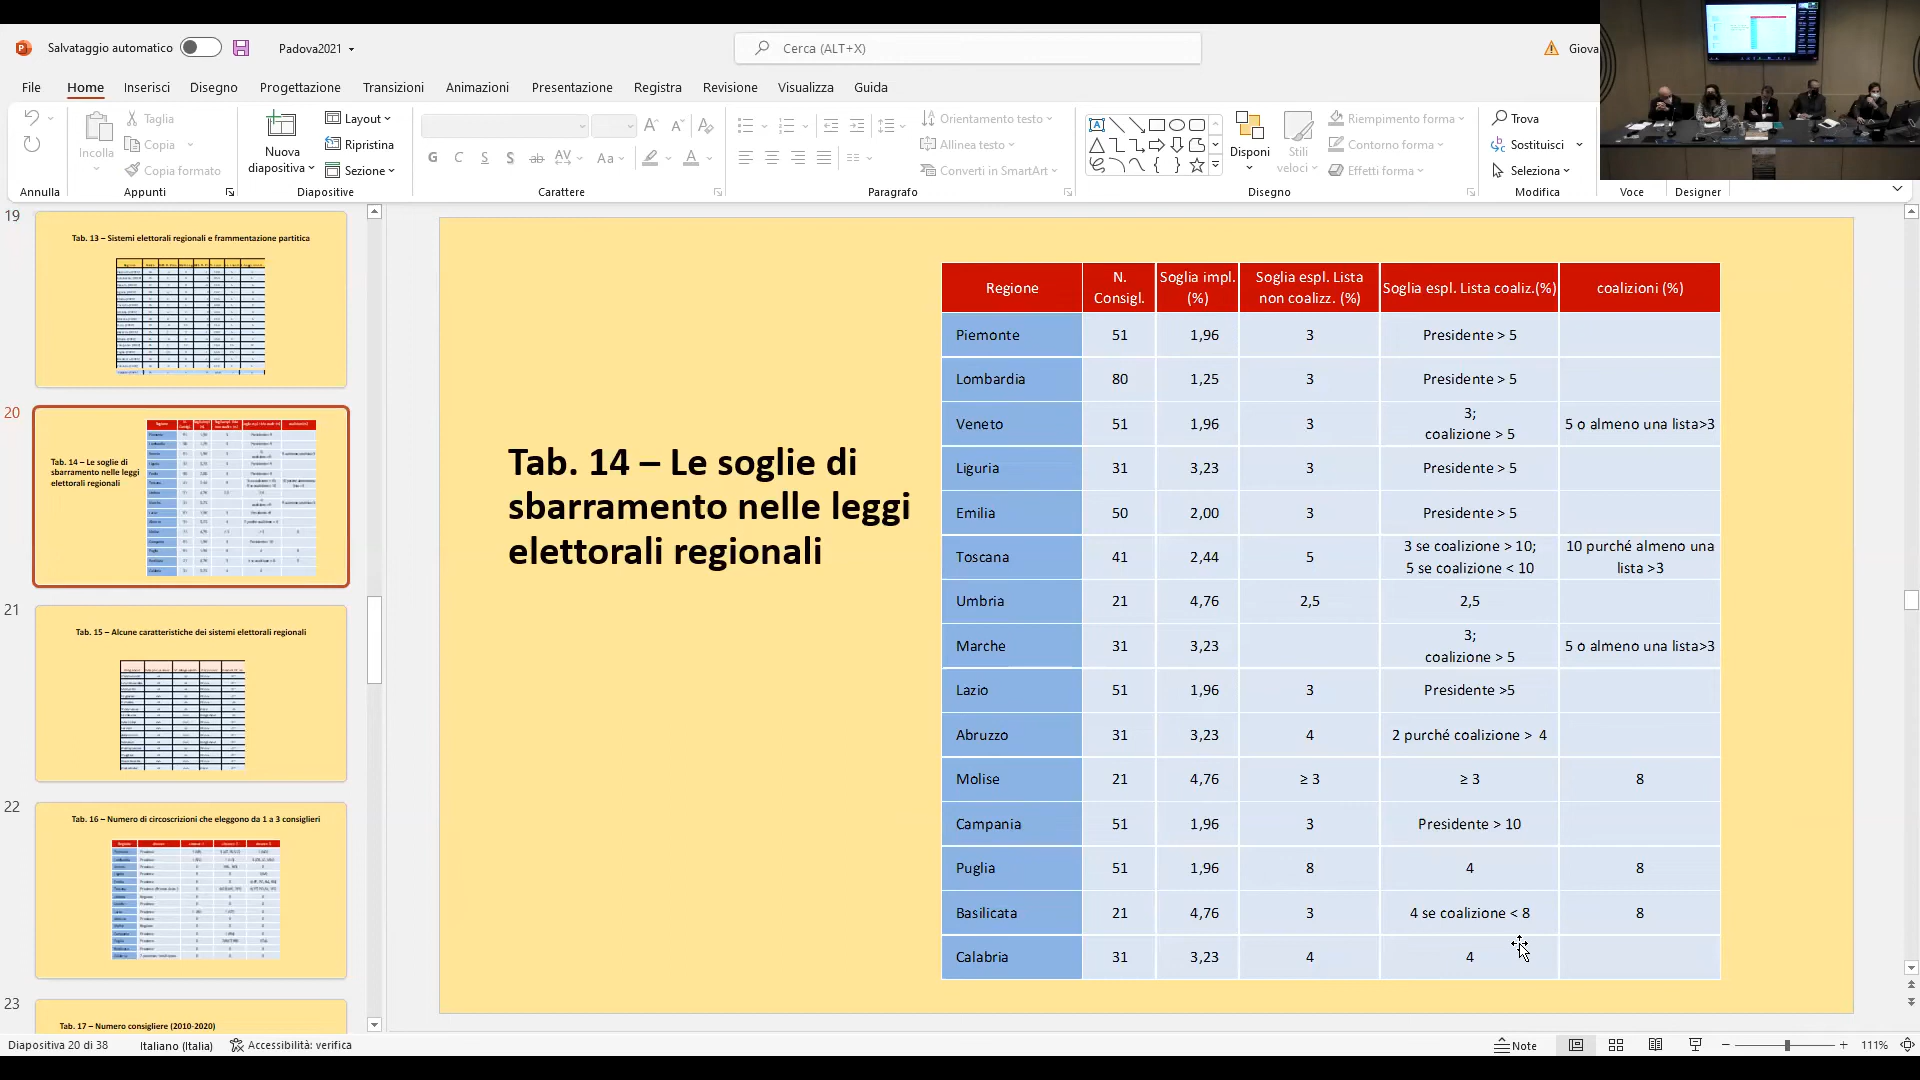 Salvataggio automatico
Padova2021
Cerca (ALT+X)
Giova
File Home Inserisci Disegno Progettazione Transizioni Animazioni Presentazione Registra Revisione Visualizza Guida
Incolla
Taglia
Copia
Copia formato
Nuova
diapositiva
Layout
Ripristina
Sezione
Orientamento testo
Allinea testo
Converti in SmartArt
Disponi
Stili
veloci
Riempimento forma
Contorno forma
Effetti forma
Trova
Sostituisci
Seleziona
Annulla Appunti Diapositive Carattere Paragrafo Disegno Modifica Voce Designer
19
Tab. 13 – Sistemi elettorali regionali e frammentazione partitica
20
Tab. 14 – Le soglie di
sbarramento nelle leggi
elettorali regionali
21
Tab. 15 – Alcune caratteristiche dei sistemi elettorali regionali
22
Tab. 16 – Numero di circoscrizioni che eleggono da 1 a 3 consiglieri
23
Tab. 17 – Numero consigliere (2010-2020)
Tab. 14 – Le soglie di
sbarramento nelle leggi
elettorali regionali
Regione N. Consigl. Soglia impl. (%) Soglia espl. Lista non coalizz. (%) Soglia espl. Lista coaliz.(%) coalizioni (%)
Piemonte 51 1,96 3 Presidente > 5
Lombardia 80 1,25 3 Presidente > 5
Veneto 51 1,96 3 3; coalizione > 5 5 o almeno una lista>3
Liguria 31 3,23 3 Presidente > 5
Emilia 50 2,00 3 Presidente > 5
Toscana 41 2,44 5 3 se coalizione > 10; 5 se coalizione < 10 10 purché almeno una lista >3
Umbria 21 4,76 2,5 2,5
Marche 31 3,23 3; coalizione > 5 5 o almeno una lista>3
Lazio 51 1,96 3 Presidente >5
Abruzzo 31 3,23 4 2 purché coalizione > 4
Molise 21 4,76 ≥ 3 ≥ 3 8
Campania 51 1,96 3 Presidente > 10
Puglia 51 1,96 8 4 8
Basilicata 21 4,76 3 4 se coalizione < 8 8
Calabria 31 3,23 4 4
Diapositiva 20 di 38 Italiano (Italia) Accessibilità: verifica Note 111%